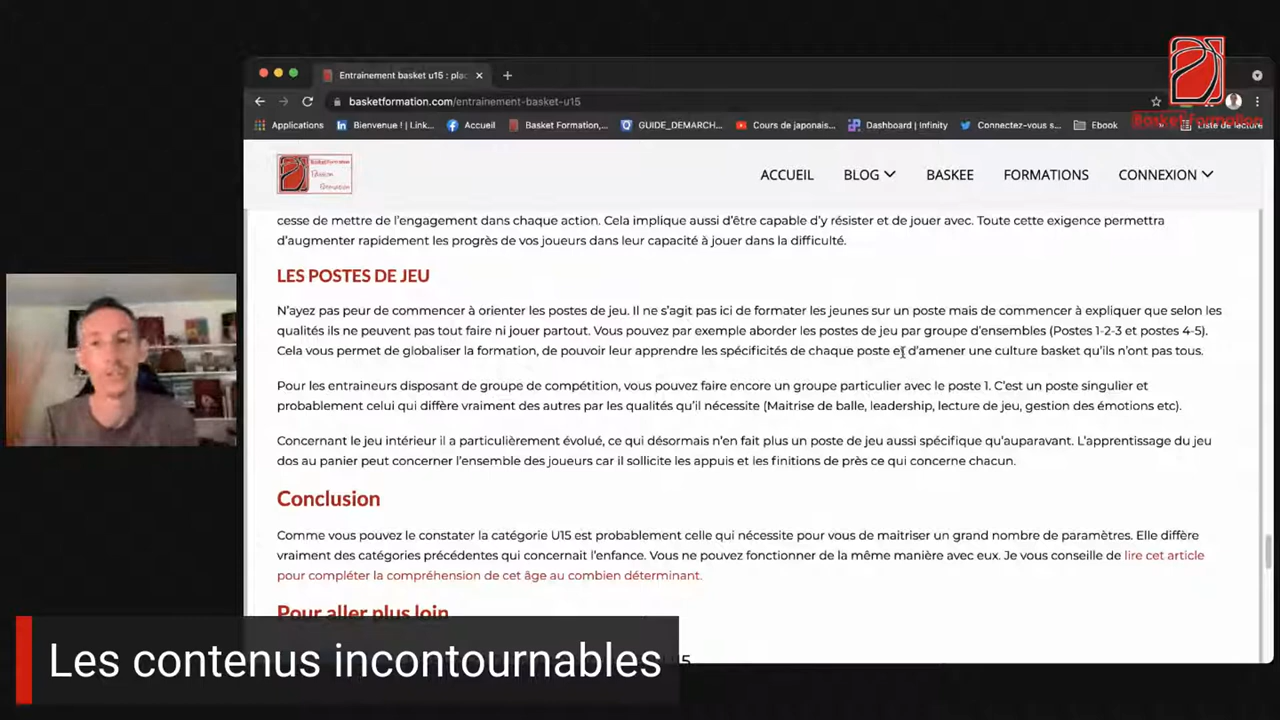 Entrainement basket u15 : plac
basketformation.com/entrainement-basket-u15
Applications
Bienvenue ! | Link...
Accueil
Basket Formation,...
GUIDE_DEMARCH...
Cours de japonais...
Dashboard | Infinity
Connectez-vous s...
Ebook
Liste de lecture
Basket Formation
ACCUEIL
BLOG
BASKEE
FORMATIONS
CONNEXION
cesse de mettre de l'engagement dans chaque action. Cela implique aussi d'être capable d'y résister et de jouer avec. Toute cette exigence permettra
d'augmenter rapidement les progrès de vos joueurs dans leur capacité à jouer dans la difficulté.
LES POSTES DE JEU
N'ayez pas peur de commencer à orienter les postes de jeu. Il ne s'agit pas ici de formater les jeunes sur un poste mais de commencer à expliquer que selon les
qualités ils ne peuvent pas tout faire ni jouer partout. Vous pouvez par exemple aborder les postes de jeu par groupe d'ensembles (Postes 1-2-3 et postes 4-5).
Cela vous permet de globaliser la formation, de pouvoir leur apprendre les spécificités de chaque poste et d'amener une culture basket qu'ils n'ont pas tous.
Pour les entraineurs disposant de groupe de compétition, vous pouvez faire encore un groupe particulier avec le poste 1. C'est un poste singulier et
probablement celui qui diffère vraiment des autres par les qualités qu'il nécessite (Maitrise de balle, leadership, lecture de jeu, gestion des émotions etc).
Concernant le jeu intérieur il a particulièrement évolué, ce qui désormais n'en fait plus un poste de jeu aussi spécifique qu'auparavant. L'apprentissage du jeu
dos au panier peut concerner l'ensemble des joueurs car il sollicite les appuis et les finitions de près ce qui concerne chacun.
Conclusion
Comme vous pouvez le constater la catégorie U15 est probablement celle qui nécessite pour vous de maitriser un grand nombre de paramètres. Elle diffère
vraiment des catégories précédentes qui concernait l'enfance. Vous ne pouvez fonctionner de la même manière avec eux. Je vous conseille de lire cet article
pour compléter la compréhension de cet âge au combien déterminant.
Pour aller plus loin
Les contenus incontournables